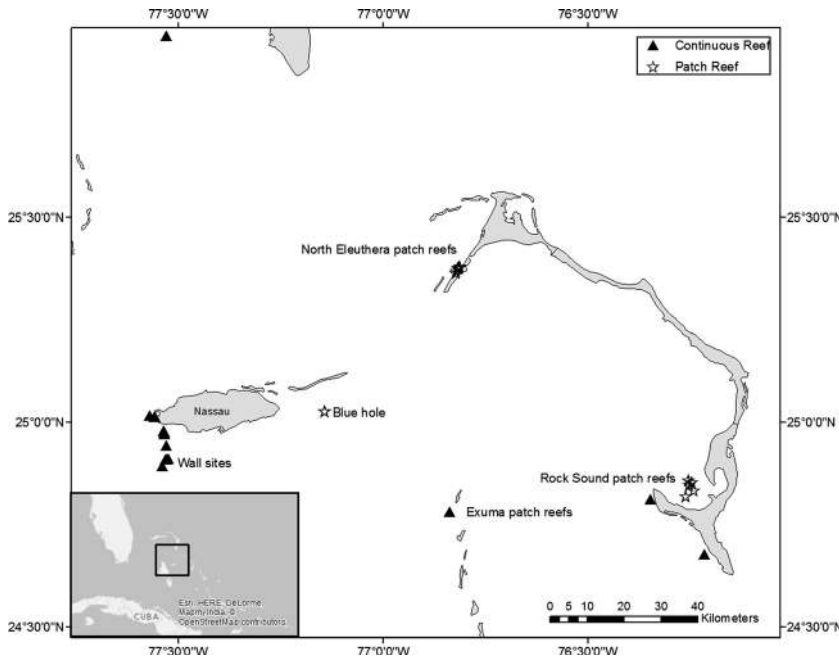 77°30'0"W 77°0'0"W 76°30'0"W
Continuous Reef
Patch Reef
25°30'0"N 25°30'0"N
North Eleuthera patch reefs
25°0'0"N 25°0'0"N
Nassau
Blue hole
Wall sites
Rock Sound patch reefs
Exuma patch reefs
Esri, HERE, DeLorme,
MapmyIndia, ©
OpenStreetMap contributors
CUBA
0 5 10 20 30 40
Kilometers
24°30'0"N 24°30'0"N
77°30'0"W 77°0'0"W 76°30'0"W